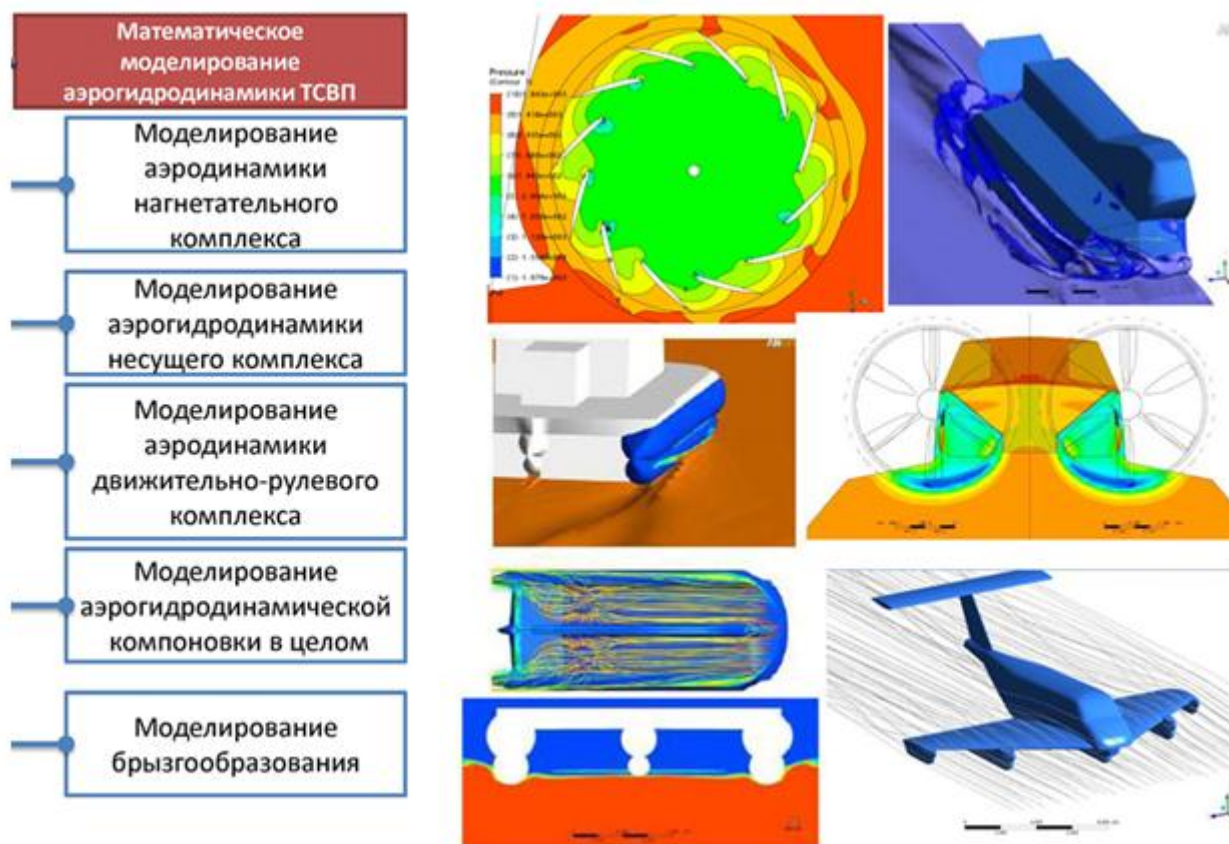 Математическое
моделирование
аэрогидродинамики ТСВП
Моделирование
аэродинамики
нагнетательного
комплекса
Моделирование
аэрогидродинамики
несущего комплекса
Моделирование
аэродинамики
движительно-рулевого
комплекса
Моделирование
аэрогидродинамической
компоновки в целом
Моделирование
брызгообразования
Pressure